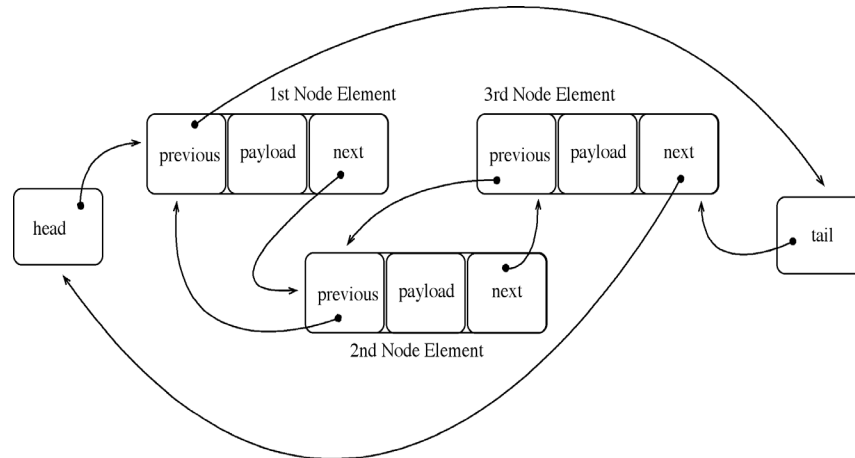 1st Node Element
3rd Node Element
previous payload next
previous payload next
head
tail
previous payload next
2nd Node Element